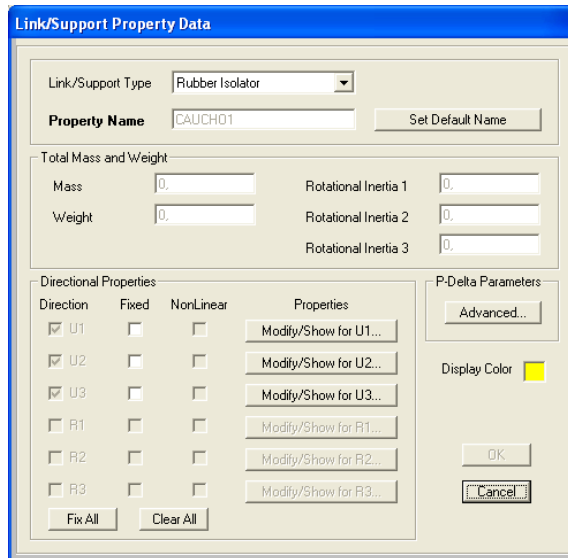 Link/Support Property Data
Link/Support Type Rubber Isolator
Property Name CAUCHO1 Set Default Name
Total Mass and Weight
Mass 0, Rotational Inertia 1 0,
Weight 0, Rotational Inertia 2 0,
Rotational Inertia 3 0,
Directional Properties P-Delta Parameters
Direction Fixed NonLinear Properties Advanced...
U1 Modify/Show for U1...
U2 Modify/Show for U2... Display Color
U3 Modify/Show for U3...
R1 Modify/Show for R1...
R2 Modify/Show for R2... OK
R3 Modify/Show for R3... Cancel
Fix All Clear All